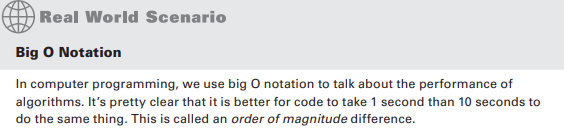 Real World Scenario
Big O Notation
In computer programming, we use big O notation to talk about the performance of
algorithms. It’s pretty clear that it is better for code to take 1 second than 10 seconds to
do the same thing. This is called an order of magnitude difference.